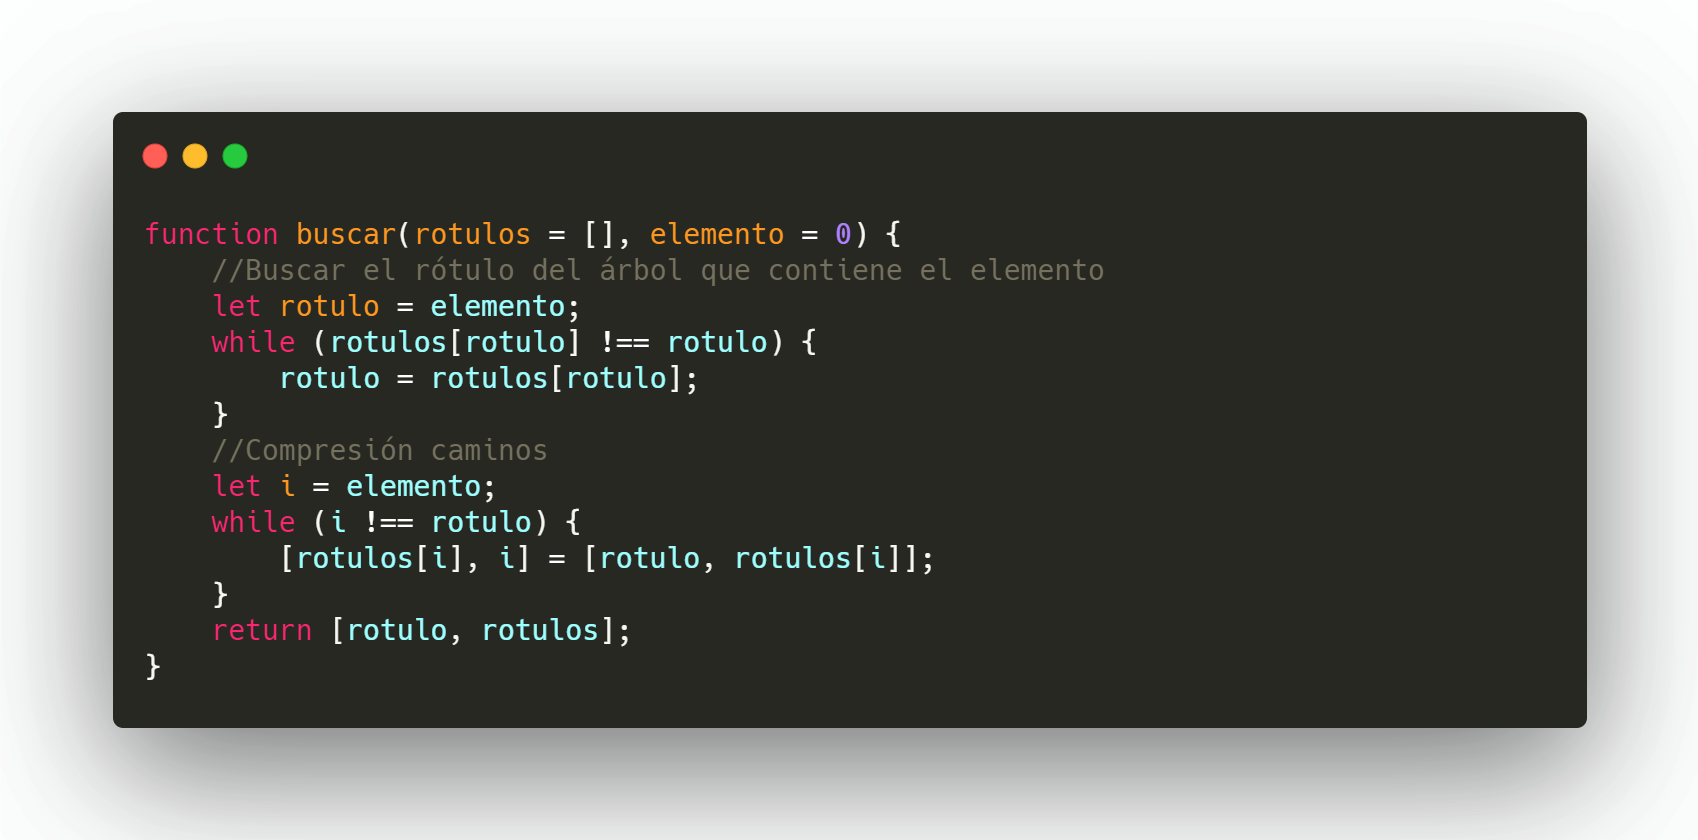 function buscar(rotulos = [], elemento = 0) {
    //Buscar el rótulo del árbol que contiene el elemento
    let rotulo = elemento;
    while (rotulos[rotulo] !== rotulo) {
        rotulo = rotulos[rotulo];
    }
    //Compresión caminos
    let i = elemento;
    while (i !== rotulo) {
        [rotulos[i], i] = [rotulo, rotulos[i]];
    }
    return [rotulo, rotulos];
}